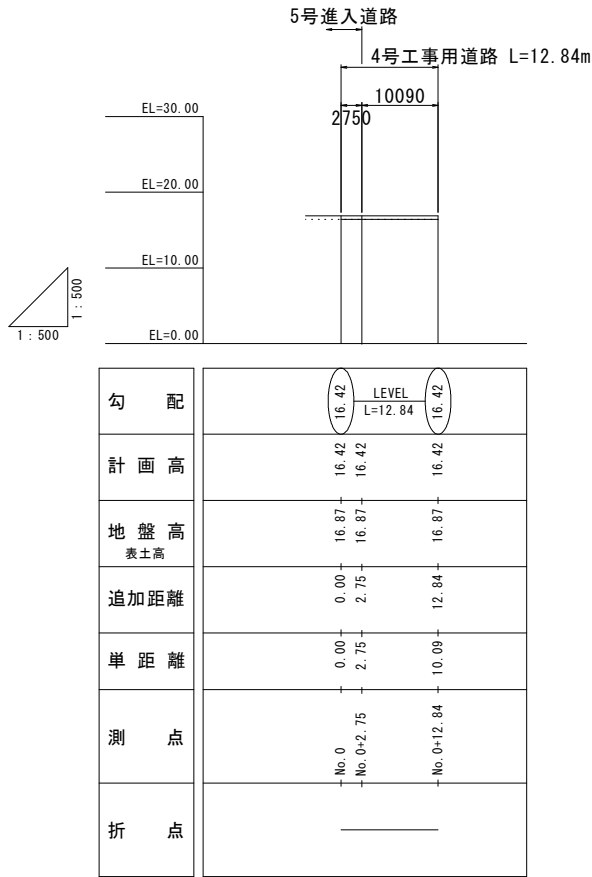 5号進入道路
4号工事用道路 L=12.84m
10090
2750
EL=30.00
EL=20.00
EL=10.00
EL=0.00
1:500
1:500
勾 配
16.42
LEVEL
L=12.84
16.42
計 画 高
16.42
16.42
16.42
地 盤 高
表土高
16.87
16.87
16.87
追加距離
0.00
2.75
12.84
単 距 離
0.00
2.75
10.09
測 点
No.0
No.0+2.75
No.0+12.84
折 点